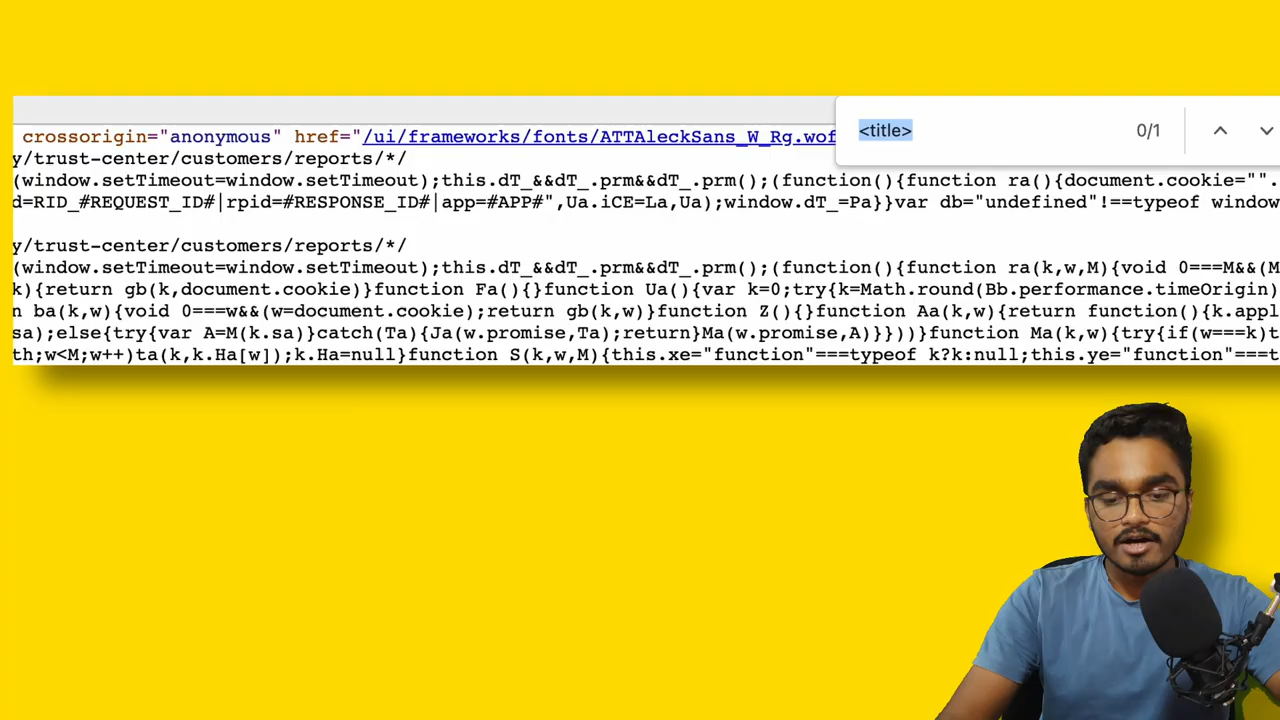 <title> 0/1
crossorigin="anonymous" href="/ui/frameworks/fonts/ATTAleckSans_W_Rg.wof
y/trust-center/customers/reports/*/
(window.setTimeout=window.setTimeout);this.dT_&&dT_.prm&&dT_.prm();(function(){function ra(){document.cookie="".
d=RID_#REQUEST_ID#|rpid=#RESPONSE_ID#|app=#APP#",Ua.iCE=La,Ua);window.dT_=Pa}}var db="undefined"!==typeof window
y/trust-center/customers/reports/*/
(window.setTimeout=window.setTimeout);this.dT_&&dT_.prm&&dT_.prm();(function(){function ra(k,w,M){void 0===M&&(M
k){return gb(k,document.cookie)}function Fa(){}function Ua(){var k=0;try{k=Math.round(Bb.performance.timeOrigin)
n ba(k,w){void 0===w&&(w=document.cookie);return gb(k,w)}function Z(){}function Aa(k,w){return function(){k.appl
sa);else{try{var A=M(k.sa)}catch(Ta){Ja(w.promise,Ta);return}Ma(w.promise,A)}})}function Ma(k,w){try{if(w===k)t
th;w<M;w++)ta(k,k.Ha[w]);k.Ha=null}function S(k,w,M){this.xe="function"===typeof k?k:null;this.ye="function"===t